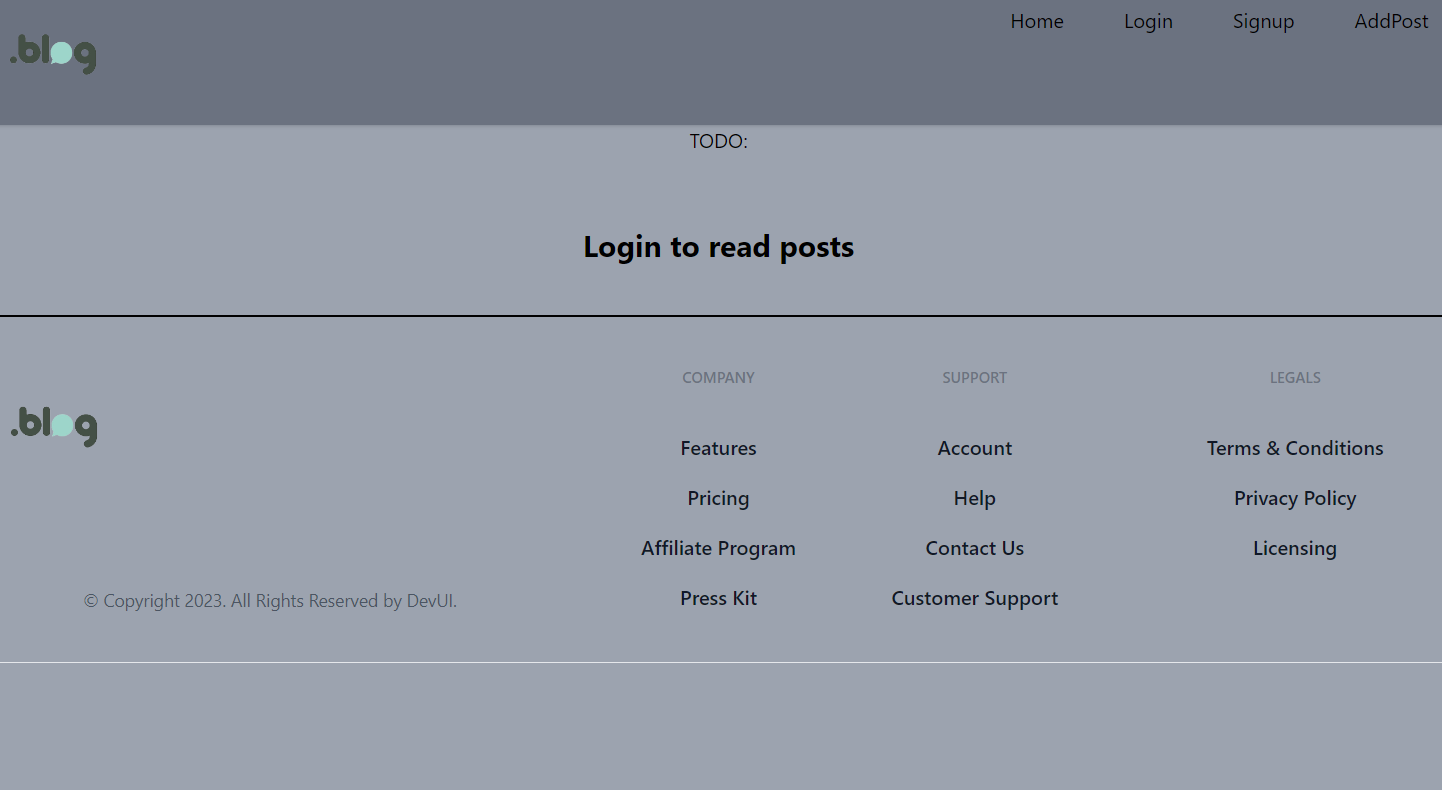 .blog
Home Login Signup AddPost
TODO:
Login to read posts
.blog
© Copyright 2023. All Rights Reserved by DevUI.
COMPANY
Features
Pricing
Affiliate Program
Press Kit
SUPPORT
Account
Help
Contact Us
Customer Support
LEGALS
Terms & Conditions
Privacy Policy
Licensing